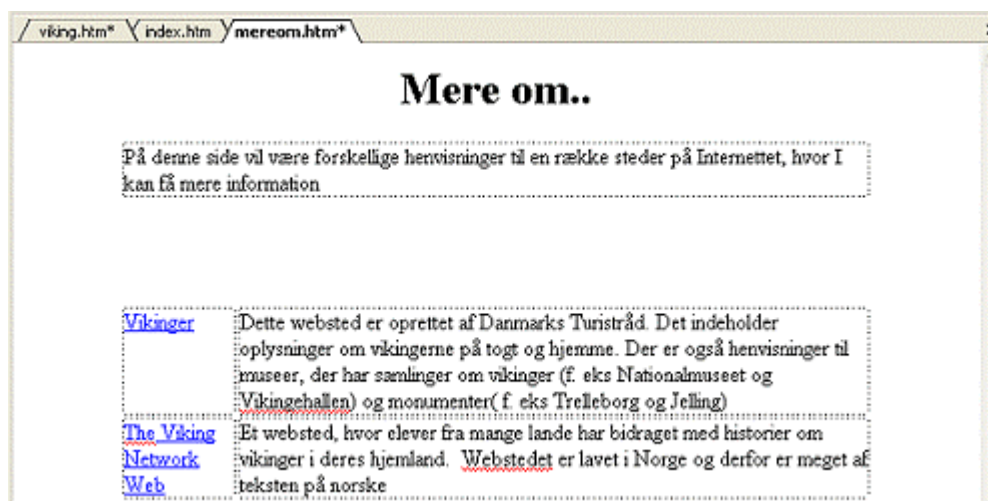 viking.htm* index.htm mereom.htm*
Mere om..
På denne side vil være forskellige henvisninger til en række steder på Internettet, hvor I
kan få mere information
Vikinger Dette websted er oprettet af Danmarks Turistråd. Det indeholder
oplysninger om vikingerne på togt og hjemme. Der er også henvisninger til
museer, der har samlinger om vikinger (f. eks Nationalmuseet og
Vikingehallen) og monumenter( f. eks Trelleborg og Jelling)
The Viking Et websted, hvor elever fra mange lande har bidraget med historier om
Network vikinger i deres hjemland.  Webstedet er lavet i Norge og derfor er meget af
Web teksten på norske